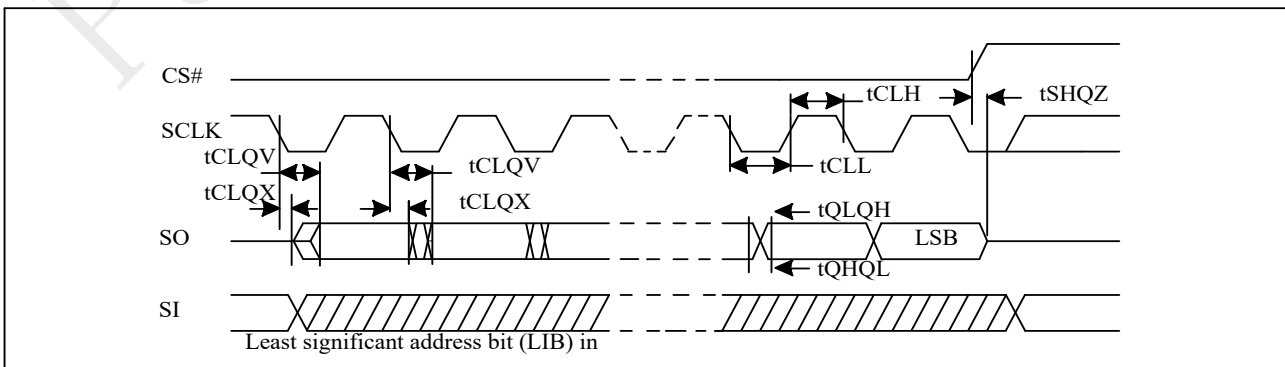 CS#
tCLH
tSHQZ
SCLK
tCLQV
tCLQV
tCLL
tCLQX
tCLQX
tQLQH
SO
LSB
tQHQL
SI
Least significant address bit (LIB) in